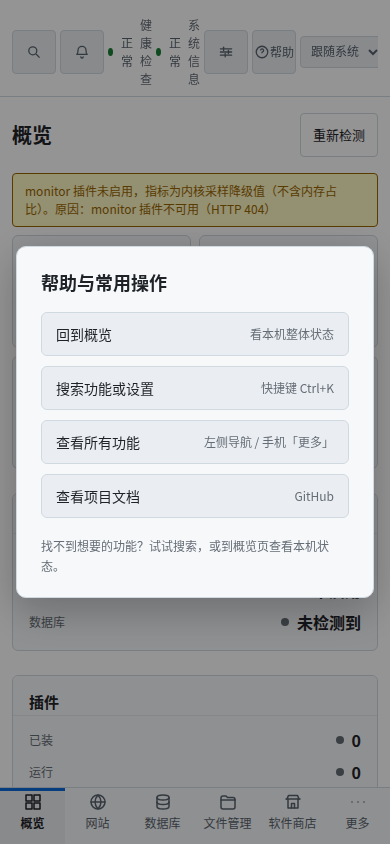 正常
健康检查
正常
系统信息
帮助
跟随系统
概览
重新检测
monitor 插件未启用，指标为内核采样降级值（不含内存占
比）。原因：monitor 插件不可用（HTTP 404）
帮助与常用操作
回到概览 看本机整体状态
搜索功能或设置 快捷键 Ctrl+K
查看所有功能 左侧导航 / 手机「更多」
查看项目文档 GitHub
找不到想要的功能？试试搜索，或到概览页查看本机状
态。
数据库 未检测到
插件
已装 0
运行 0
概览 网站 数据库 文件管理 软件商店 更多